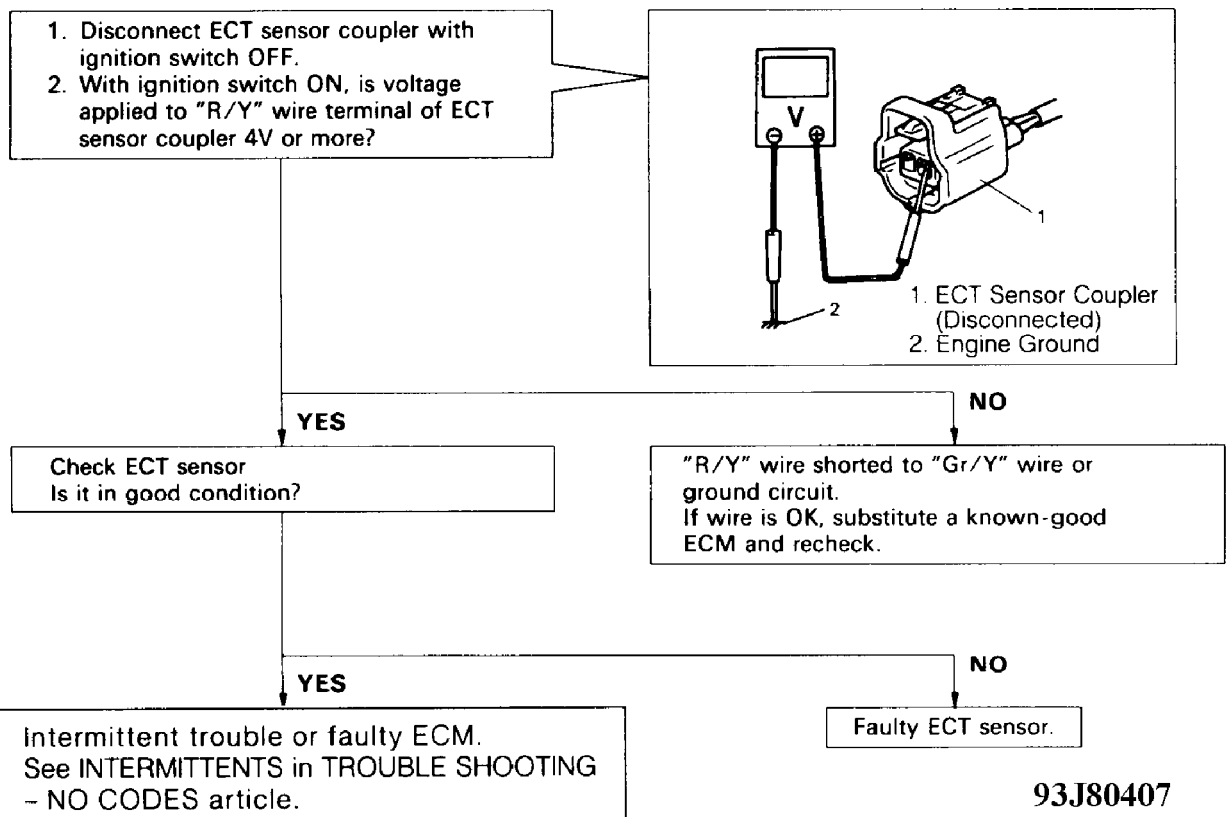 1. Disconnect ECT sensor coupler with
ignition switch OFF.
2. With ignition switch ON, is voltage
applied to "R/Y" wire terminal of ECT
sensor coupler 4V or more?
V
⊖ ⊕
1
2
1. ECT Sensor Coupler
(Disconnected)
2. Engine Ground
YES
NO
Check ECT sensor
Is it in good condition?
"R/Y" wire shorted to "Gr/Y" wire or
ground circuit.
If wire is OK, substitute a known-good
ECM and recheck.
YES
NO
Intermittent trouble or faulty ECM.
See INTERMITTENTS in TROUBLE SHOOTING
– NO CODES article.
Faulty ECT sensor.
93J80407